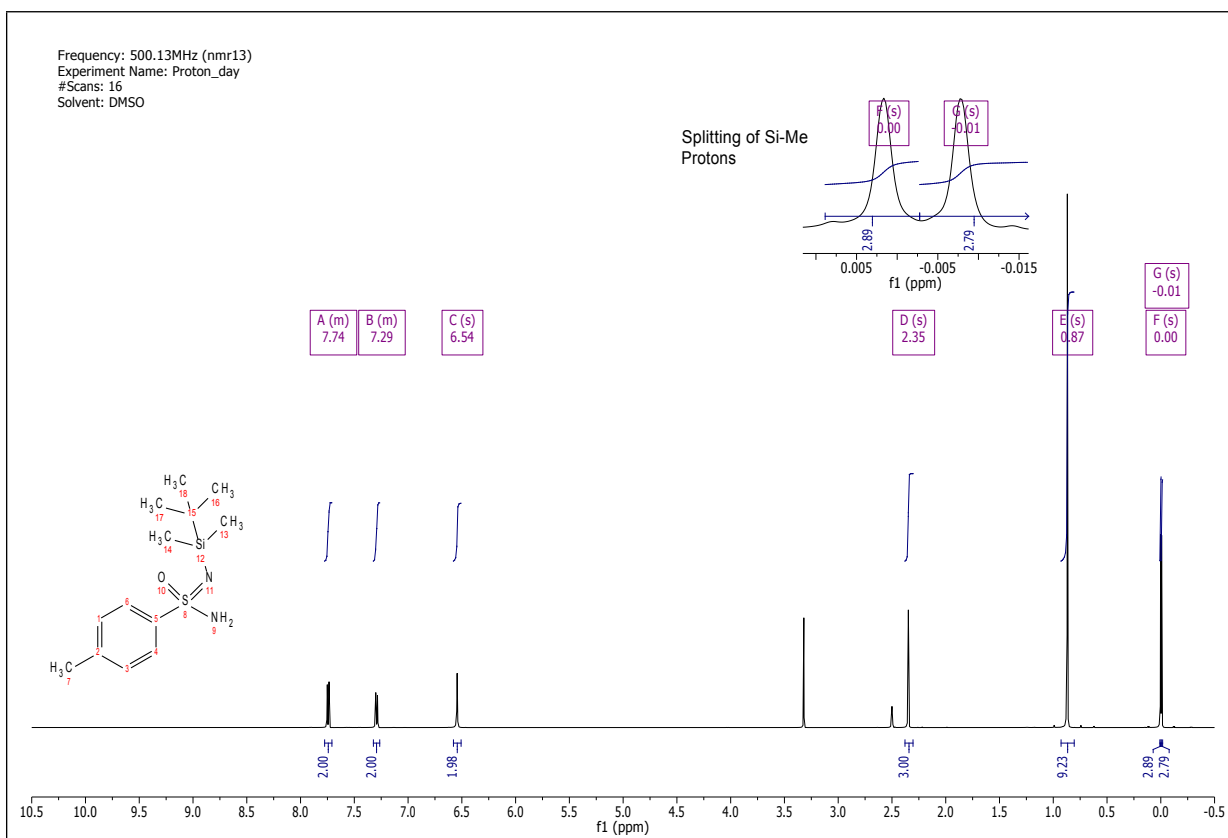 Frequency: 500.13MHz (nmr13)
Experiment Name: Proton_day
#Scans: 16
Solvent: DMSO
Splitting of Si-Me
Protons
F (s)
0.00
G (s)
-0.01
2.89
2.79
0.005
-0.005
-0.015
f1 (ppm)
G (s)
-0.01
A (m)
7.74
B (m)
7.29
C (s)
6.54
D (s)
2.35
E (s)
0.87
F (s)
0.00
H3C
18
CH3
16
H3C
17
15
CH3
13
H3C
14
Si
12
O
10
N
11
S
8
NH2
9
6
5
1
4
2
3
H3C
7
2.00
2.00
1.98
3.00
9.23
2.89
2.79
10.5 10.0 9.5 9.0 8.5 8.0 7.5 7.0 6.5 6.0 5.5 5.0 4.5 4.0 3.5 3.0 2.5 2.0 1.5 1.0 0.5 0.0 -0.5
f1 (ppm)